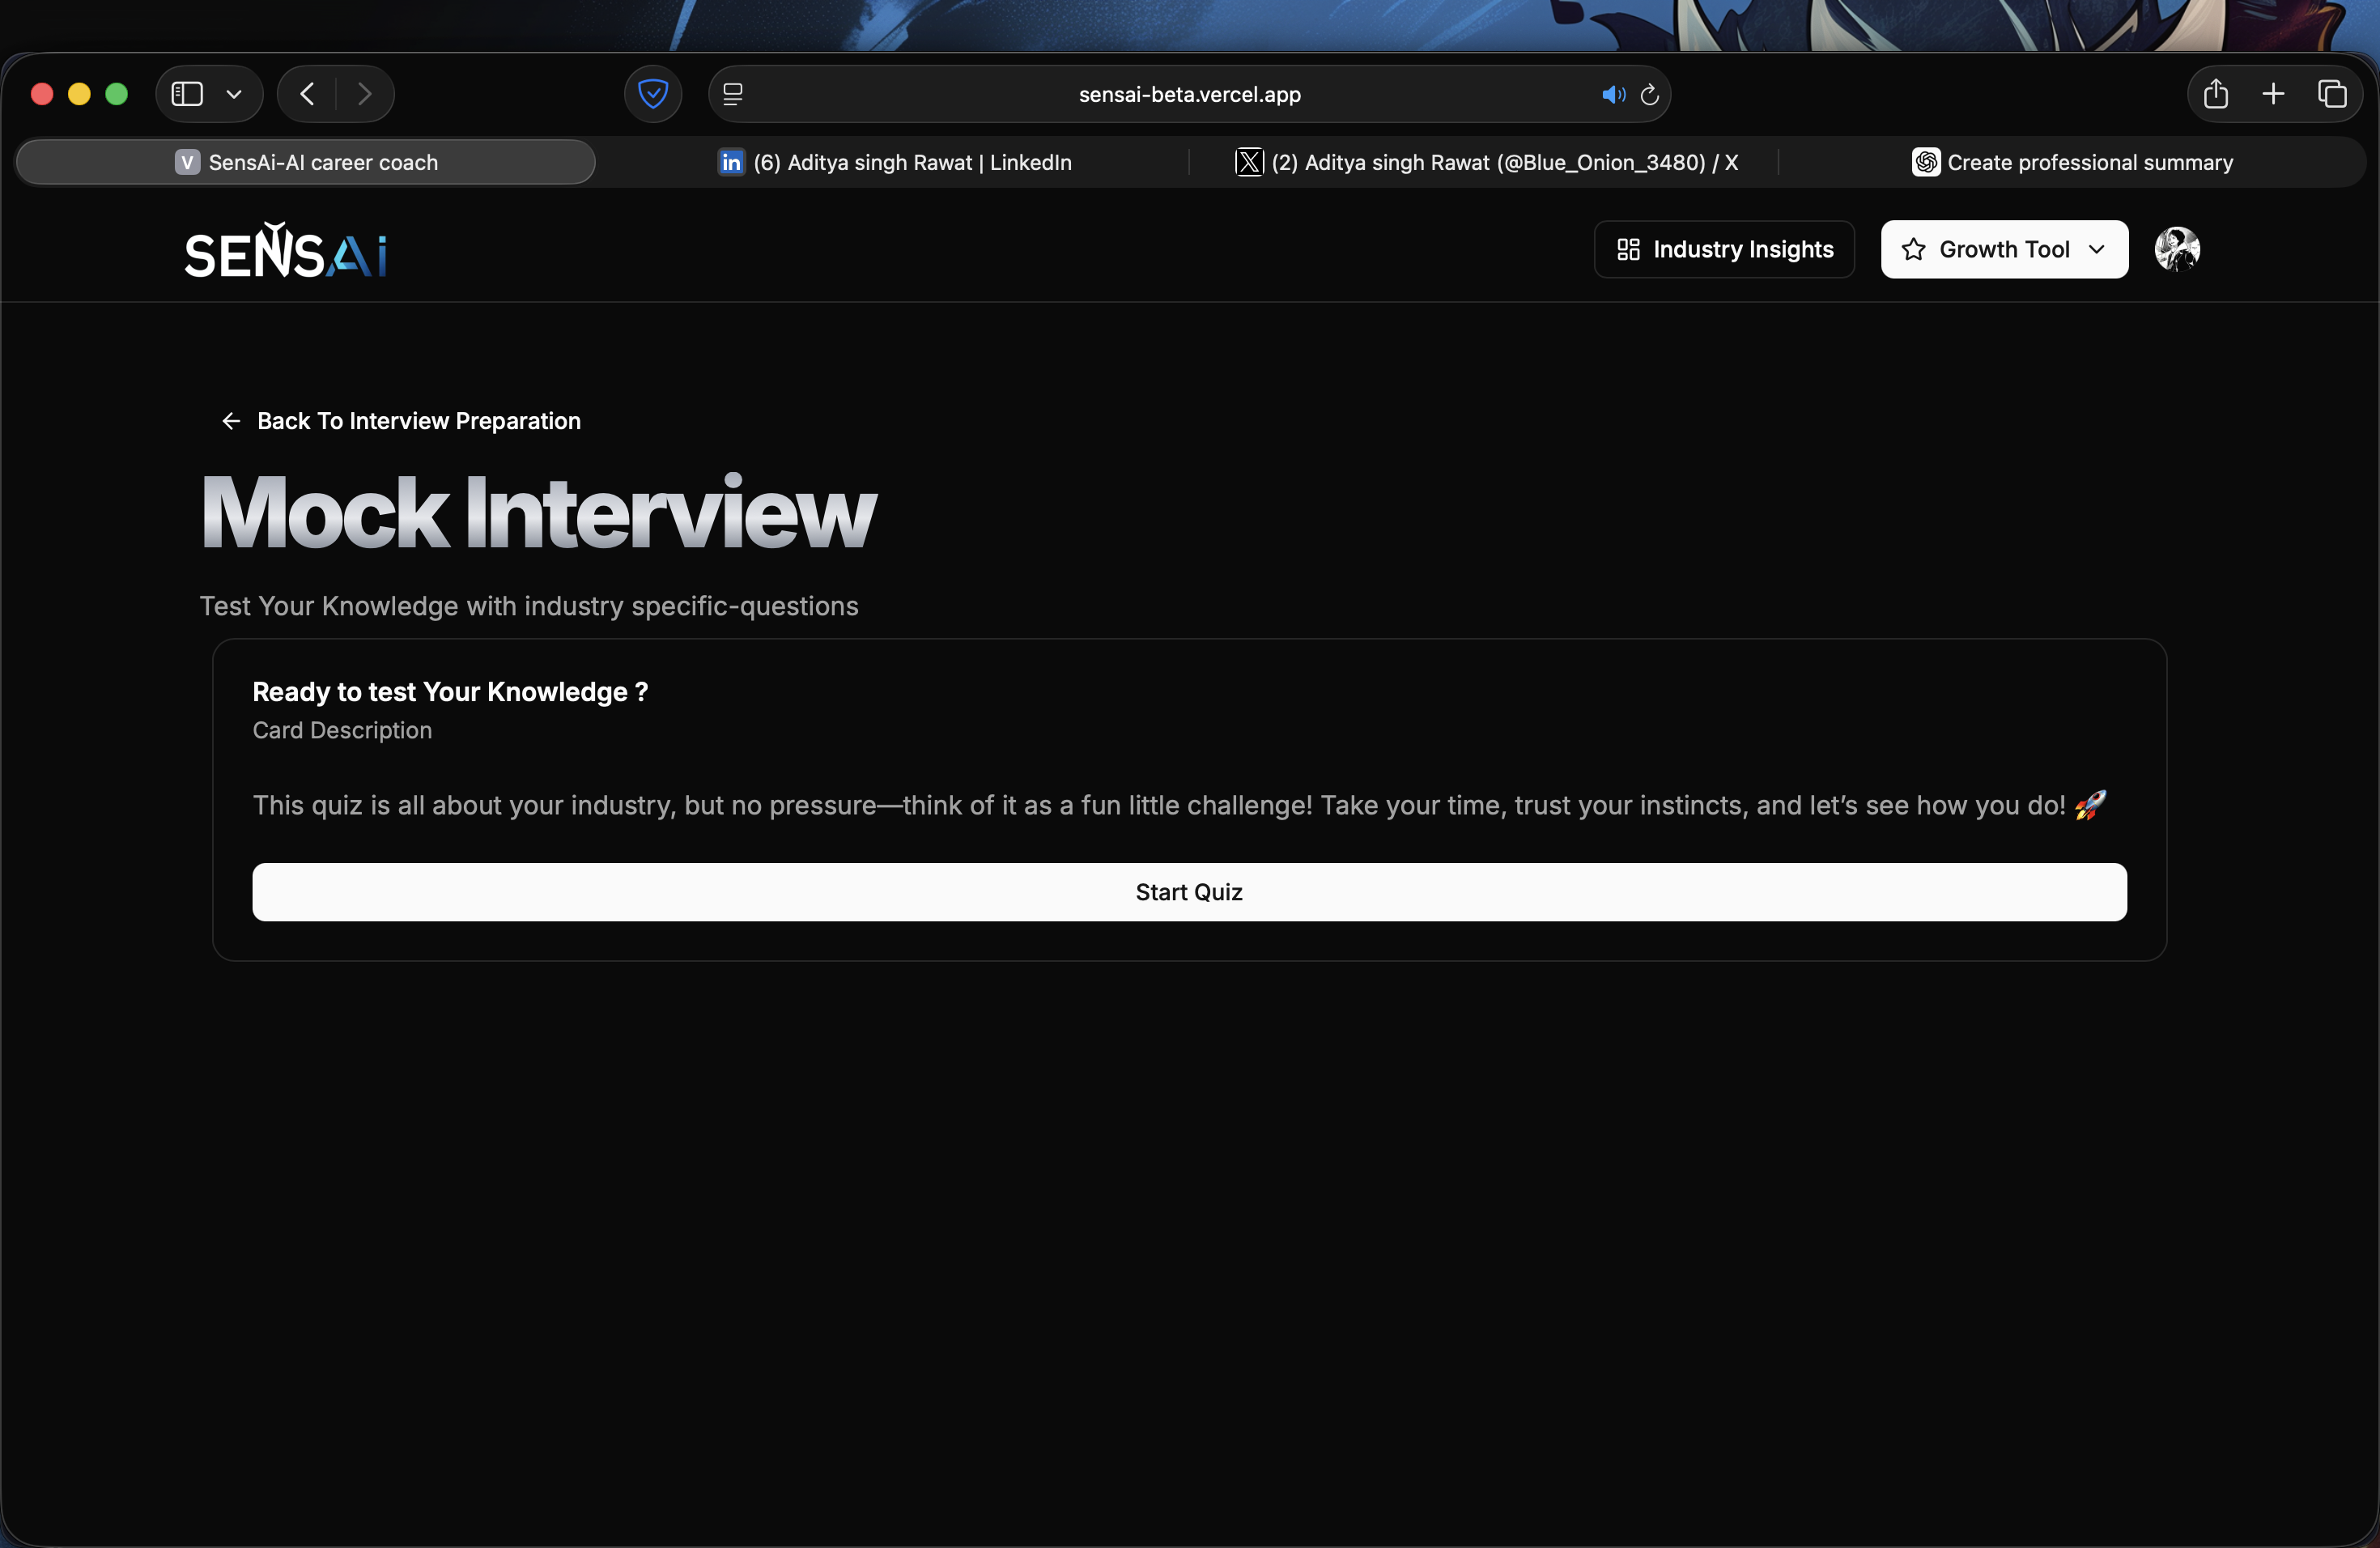 sensai-beta.vercel.app
V SensAi-AI career coach
in (6) Aditya singh Rawat | LinkedIn
X (2) Aditya singh Rawat (@Blue_Onion_3480) / X
Create professional summary
SENSAi
Industry Insights
Growth Tool
Back To Interview Preparation
Mock Interview
Test Your Knowledge with industry specific-questions
Ready to test Your Knowledge ?
Card Description
This quiz is all about your industry, but no pressure—think of it as a fun little challenge! Take your time, trust your instincts, and let’s see how you do! 🚀
Start Quiz